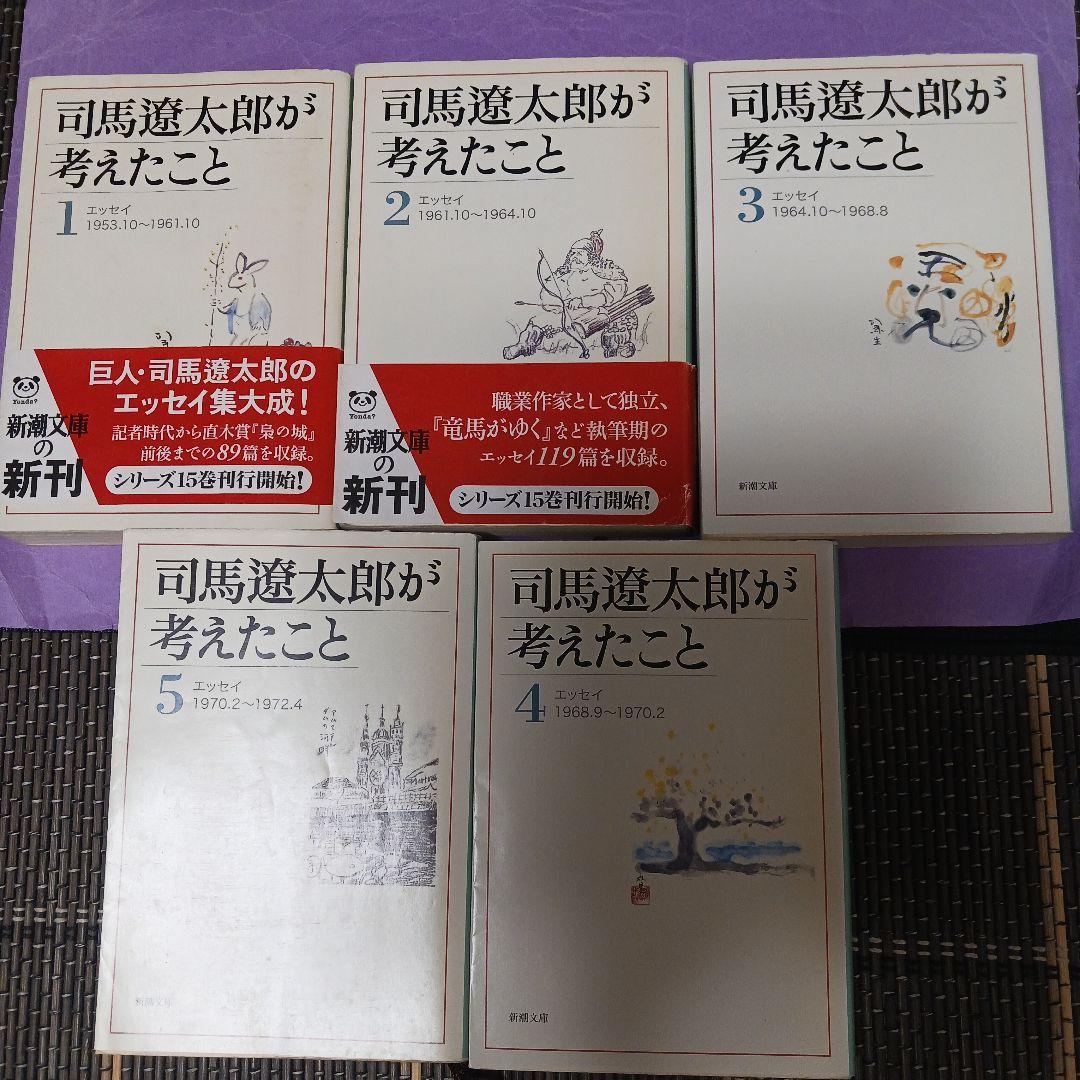 司馬遼太郎が
考えたこと
1
エッセイ
1953.10〜1961.10
Yonda?
新潮文庫
の
新刊
巨人・司馬遼太郎の
エッセイ集大成！
記者時代から直木賞『梟の城』
前後までの89篇を収録。
シリーズ15巻刊行開始！
司馬遼太郎が
考えたこと
2
エッセイ
1961.10〜1964.10
Yonda?
新潮文庫
の
新刊
職業作家として独立、
『竜馬がゆく』など執筆期の
エッセイ119篇を収録。
シリーズ15巻刊行開始！
司馬遼太郎が
考えたこと
3
エッセイ
1964.10〜1968.8
新潮文庫
司馬遼太郎が
考えたこと
5
エッセイ
1970.2〜1972.4
新潮文庫
司馬遼太郎が
考えたこと
4
エッセイ
1968.9〜1970.2
新潮文庫